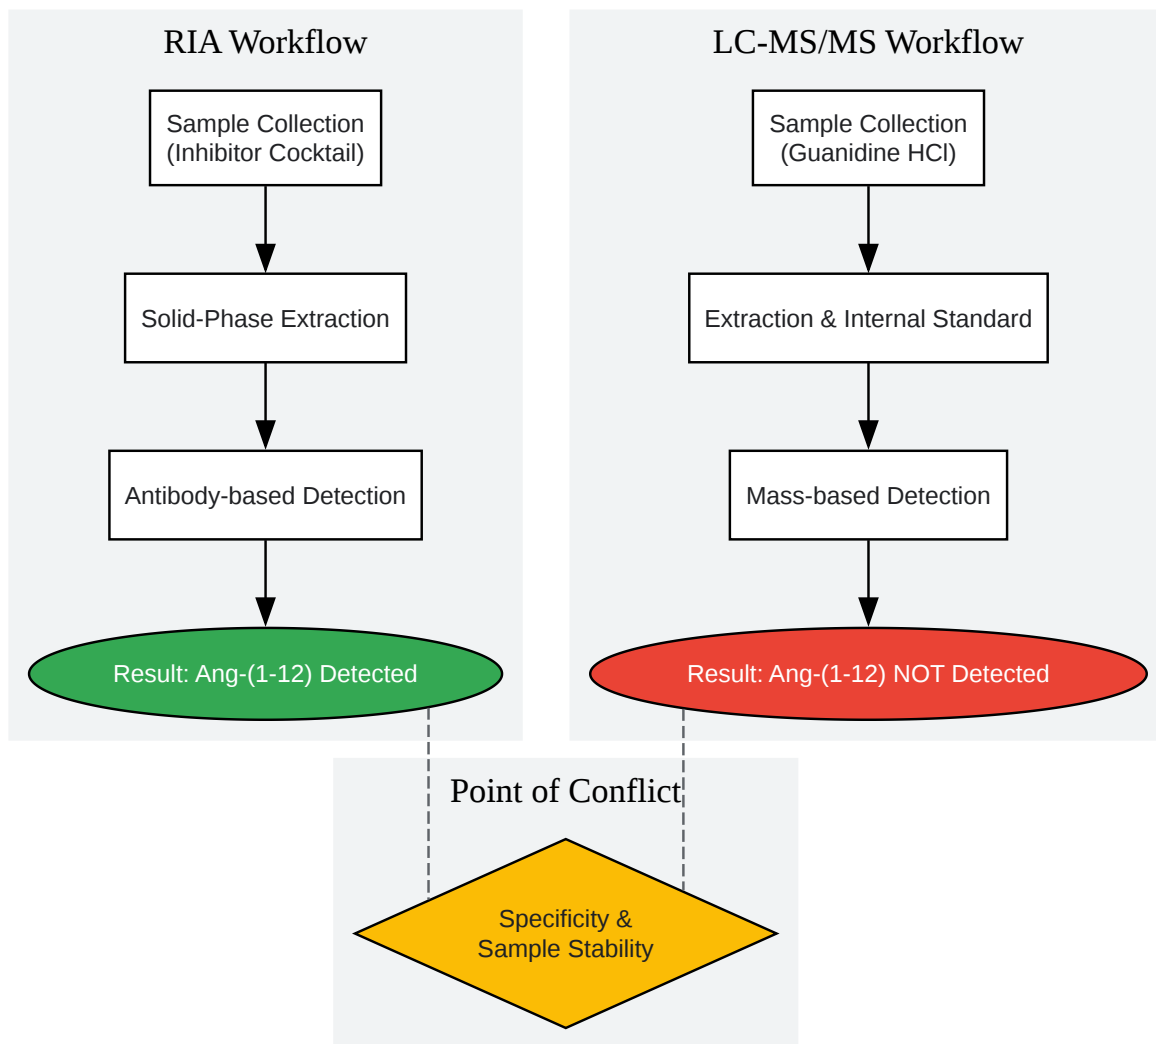 RIA Workflow
Sample Collection
(Inhibitor Cocktail)
Solid-Phase Extraction
Antibody-based Detection
Result: Ang-(1-12) Detected
LC-MS/MS Workflow
Sample Collection
(Guanidine HCl)
Extraction & Internal Standard
Mass-based Detection
Result: Ang-(1-12) NOT Detected
Point of Conflict
Specificity &
Sample Stability